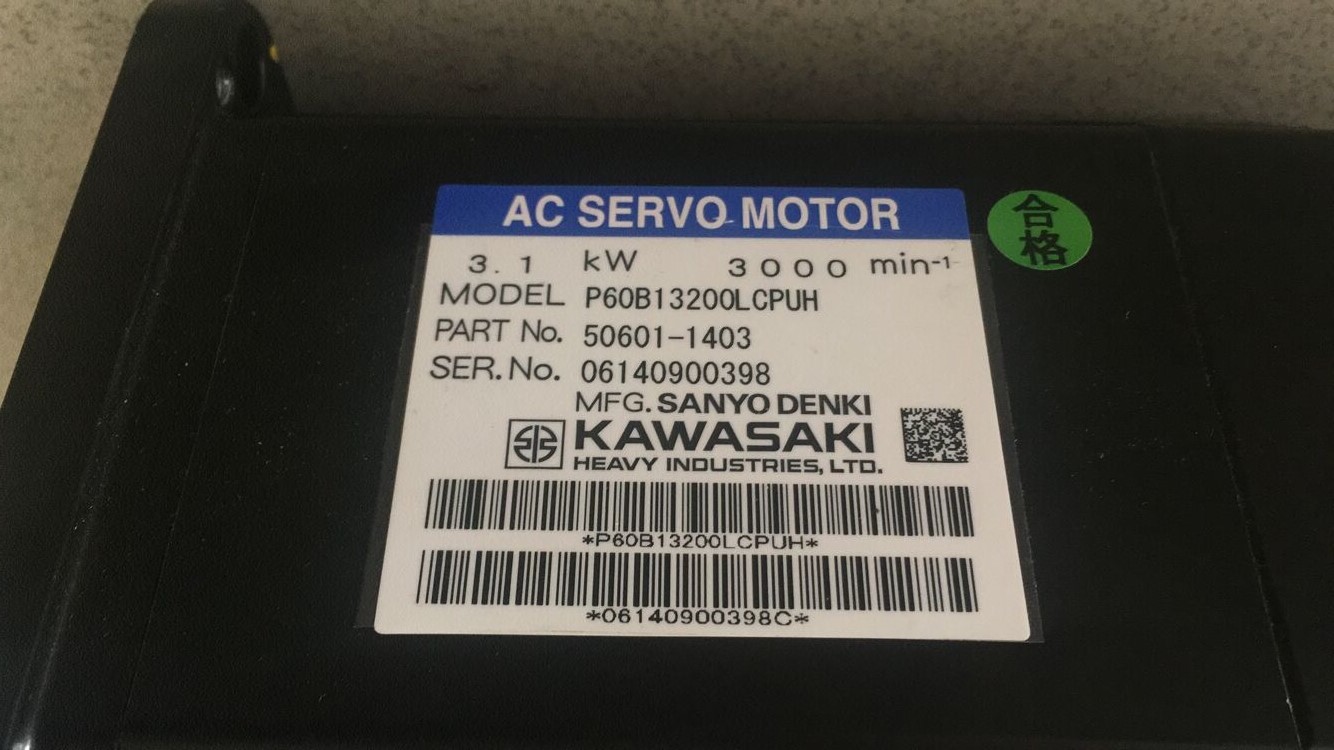 AC SERVO MOTOR
合格
3.1 kW 3000 min-1
MODEL P60B13200LCPUH
PART No. 50601-1403
SER.No. 06140900398
MFG. SANYO DENKI
KAWASAKI
HEAVY INDUSTRIES, LTD.
*P60B13200LCPUH*
*06140900398C*